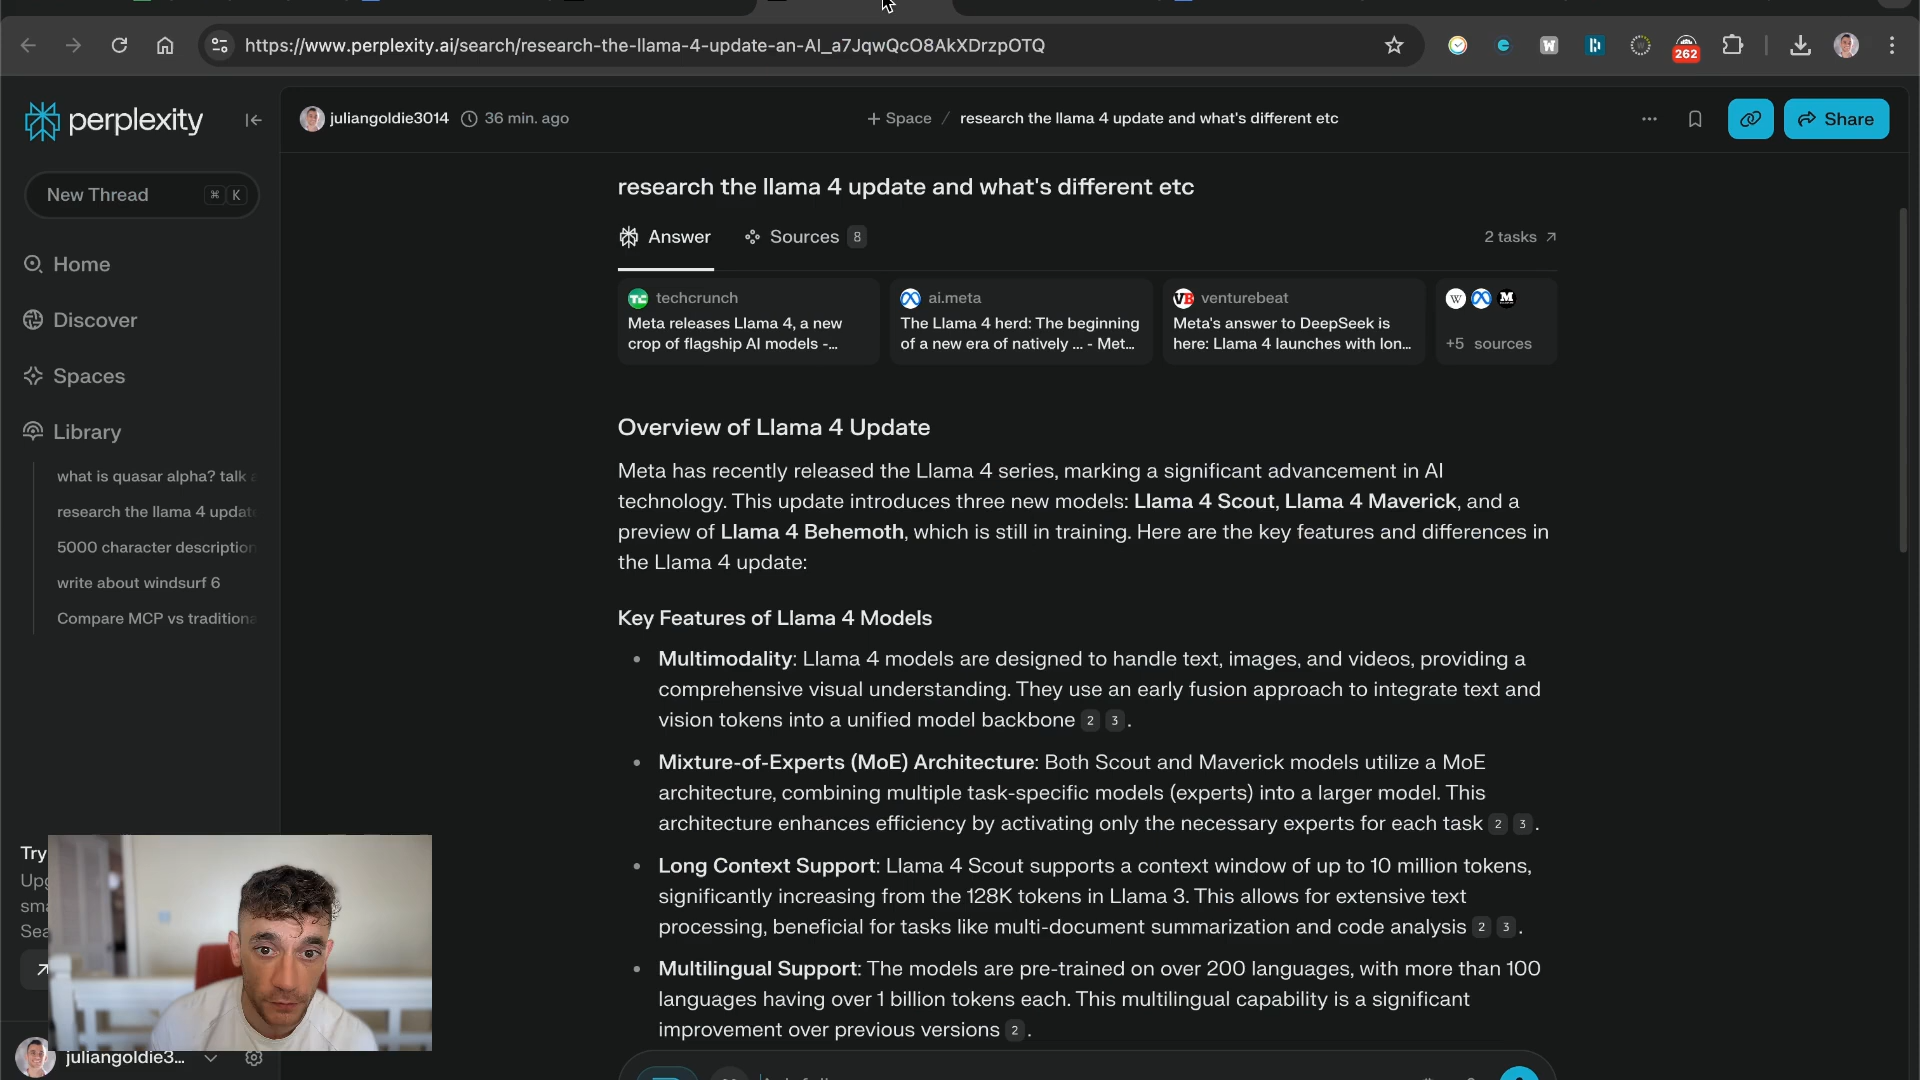 https://www.perplexity.ai/search/research-the-llama-4-update-an-AI_a7JqwQcO8AkXDrzpOTQ
262
perplexity
New Thread
⌘ K
Home
Discover
Spaces
Library
what is quasar alpha? talk
research the llama 4 updat
5000 character description
write about windsurf 6
Compare MCP vs traditiona
Try
juliangoldie3...
juliangoldie3014
36 min. ago
+ Space / research the llama 4 update and what's different etc
Share
research the llama 4 update and what's different etc
Answer
Sources 8
2 tasks
techcrunch
Meta releases Llama 4, a new
crop of flagship AI models -...
ai.meta
The Llama 4 herd: The beginning
of a new era of natively ... - Met...
VB venturebeat
Meta's answer to DeepSeek is
here: Llama 4 launches with lon...
+5 sources
Overview of Llama 4 Update
Meta has recently released the Llama 4 series, marking a significant advancement in AI
technology. This update introduces three new models: Llama 4 Scout, Llama 4 Maverick, and a
preview of Llama 4 Behemoth, which is still in training. Here are the key features and differences in
the Llama 4 update:
Key Features of Llama 4 Models
• Multimodality: Llama 4 models are designed to handle text, images, and videos, providing a
comprehensive visual understanding. They use an early fusion approach to integrate text and
vision tokens into a unified model backbone 2 3 .
• Mixture-of-Experts (MoE) Architecture: Both Scout and Maverick models utilize a MoE
architecture, combining multiple task-specific models (experts) into a larger model. This
architecture enhances efficiency by activating only the necessary experts for each task 2 3 .
• Long Context Support: Llama 4 Scout supports a context window of up to 10 million tokens,
significantly increasing from the 128K tokens in Llama 3. This allows for extensive text
processing, beneficial for tasks like multi-document summarization and code analysis 2 3 .
• Multilingual Support: The models are pre-trained on over 200 languages, with more than 100
languages having over 1 billion tokens each. This multilingual capability is a significant
improvement over previous versions 2 .